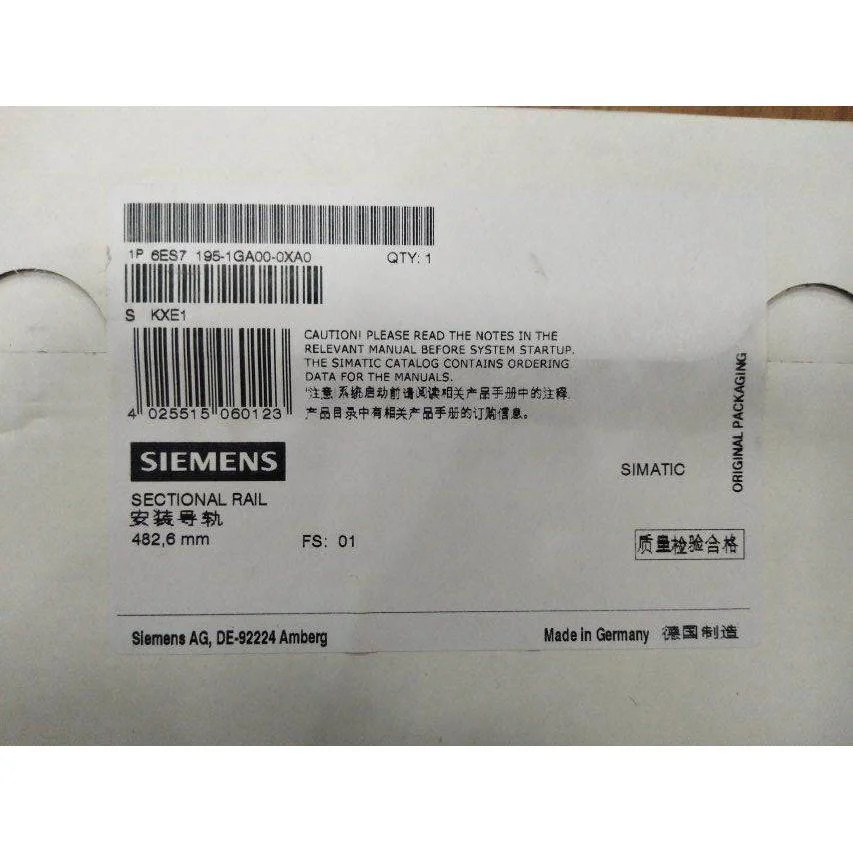 1P 6ES7 195-1GA00-0XA0 QTY: 1
S KXE1
CAUTION! PLEASE READ THE NOTES IN THE
RELEVANT MANUAL BEFORE SYSTEM STARTUP.
THE SIMATIC CATALOG CONTAINS ORDERING
DATA FOR THE MANUALS.
"注意 系统启动前请阅读相关产品手册中的注释.
产品目录中有相关产品手册的订购信息。
4 025515 060123
ORIGINAL PACKAGING
SIEMENS
SIMATIC
SECTIONAL RAIL
安装导轨
482,6 mm FS: 01
质量检验合格
Siemens AG, DE-92224 Amberg Made in Germany 德国制造